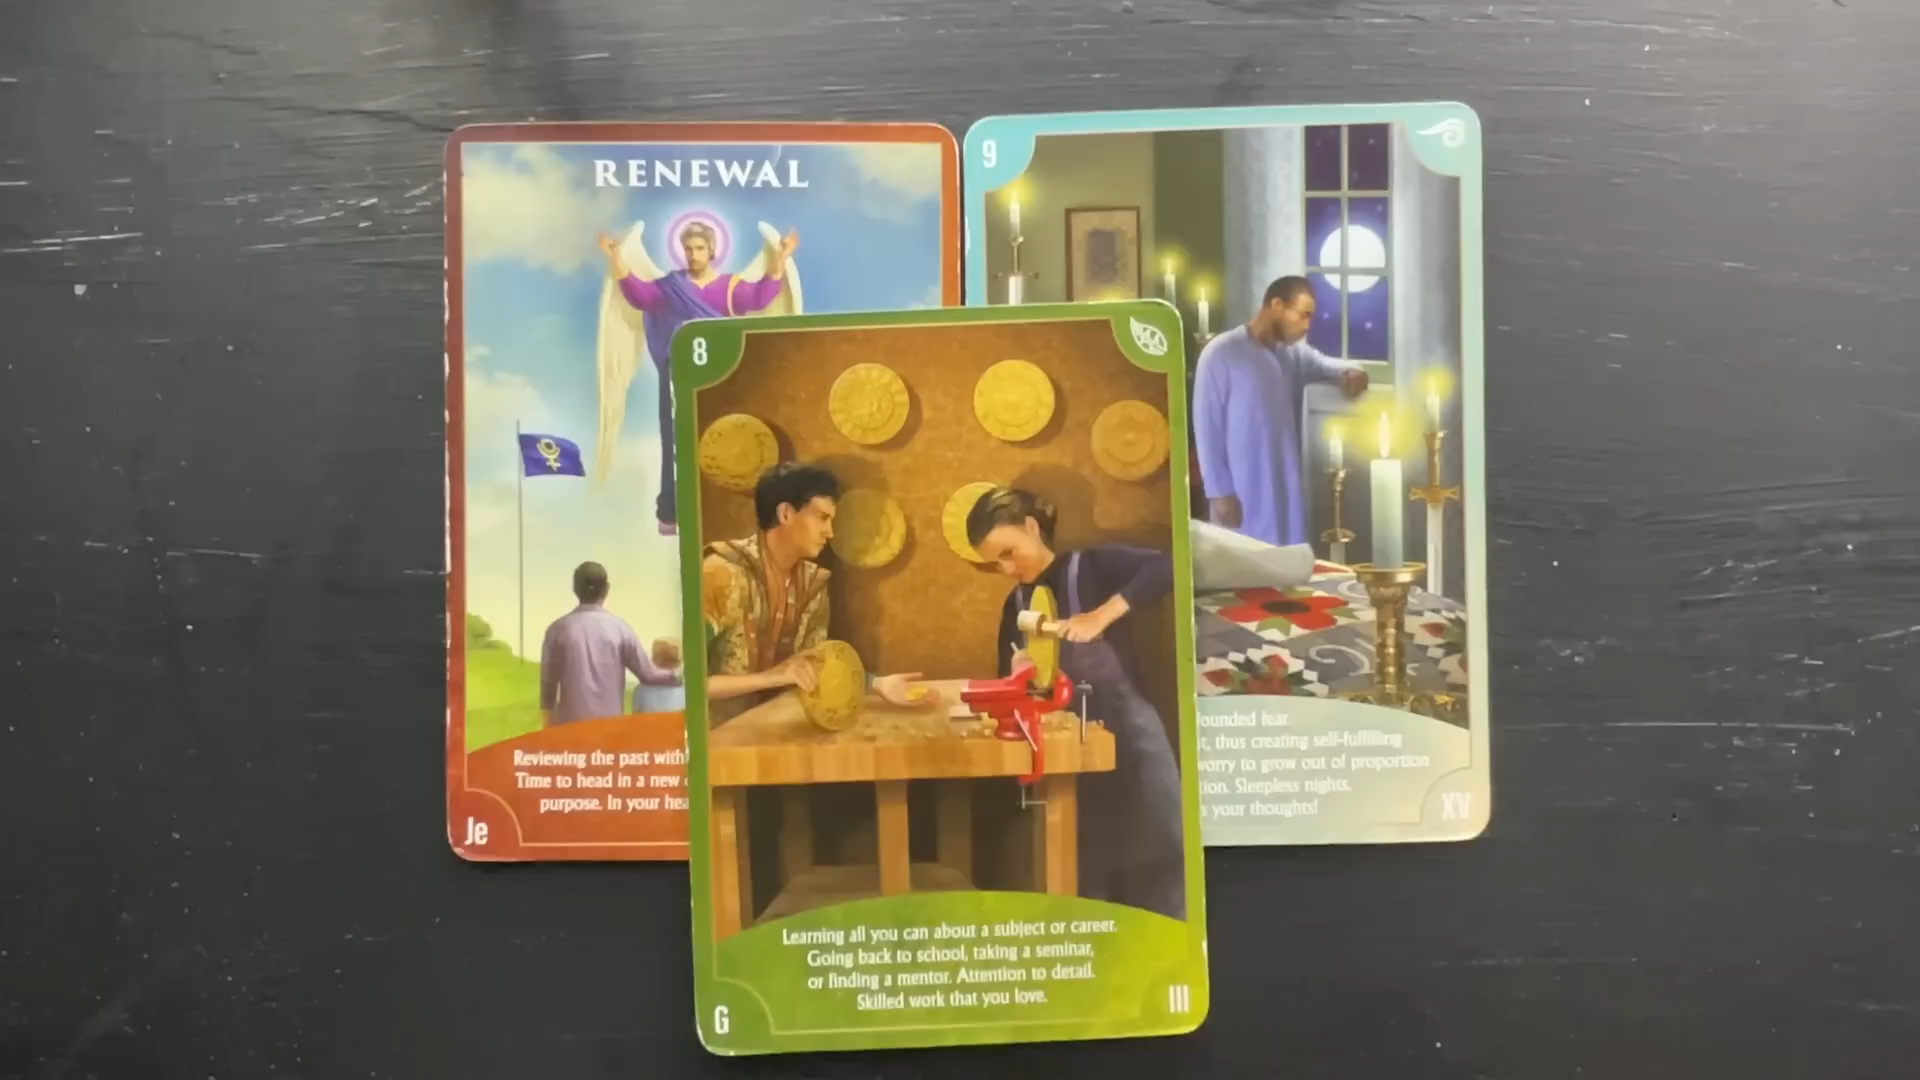 RENEWAL
Reviewing the past with
Time to head in a new
purpose. In your
Je
9
ounded fear.
t, thus creating self-fulfilling
worry to grow out of proportion
tion. Sleepless nights.
s your thoughts!
XV
8
Learning all you can about a subject or career.
Going back to school, taking a seminar,
or finding a mentor. Attention to detail.
Skilled work that you love.
G
III